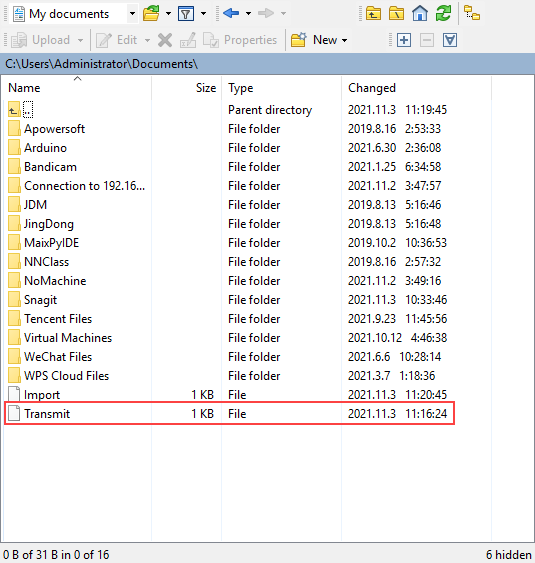 My documents
Upload Edit Properties New
C:\Users\Administrator\Documents\
Name Size Type Changed
.. Parent directory 2021.11.3 11:19:45
Apowersoft File folder 2019.8.16 2:53:33
Arduino File folder 2021.6.30 2:36:08
Bandicam File folder 2021.1.25 6:34:58
Connection to 192.16... File folder 2021.11.2 3:47:57
JDM File folder 2019.8.13 5:16:46
JingDong File folder 2019.8.13 5:16:48
MaixPyIDE File folder 2019.10.2 10:36:53
NNClass File folder 2019.8.16 2:57:32
NoMachine File folder 2021.11.2 3:49:16
Snagit File folder 2021.11.3 10:33:46
Tencent Files File folder 2021.9.23 11:45:56
Virtual Machines File folder 2021.10.12 4:46:38
WeChat Files File folder 2021.6.6 10:28:14
WPS Cloud Files File folder 2021.3.7 1:18:36
Import 1 KB File 2021.11.3 11:20:45
Transmit 1 KB File 2021.11.3 11:16:24
0 B of 31 B in 0 of 16 6 hidden